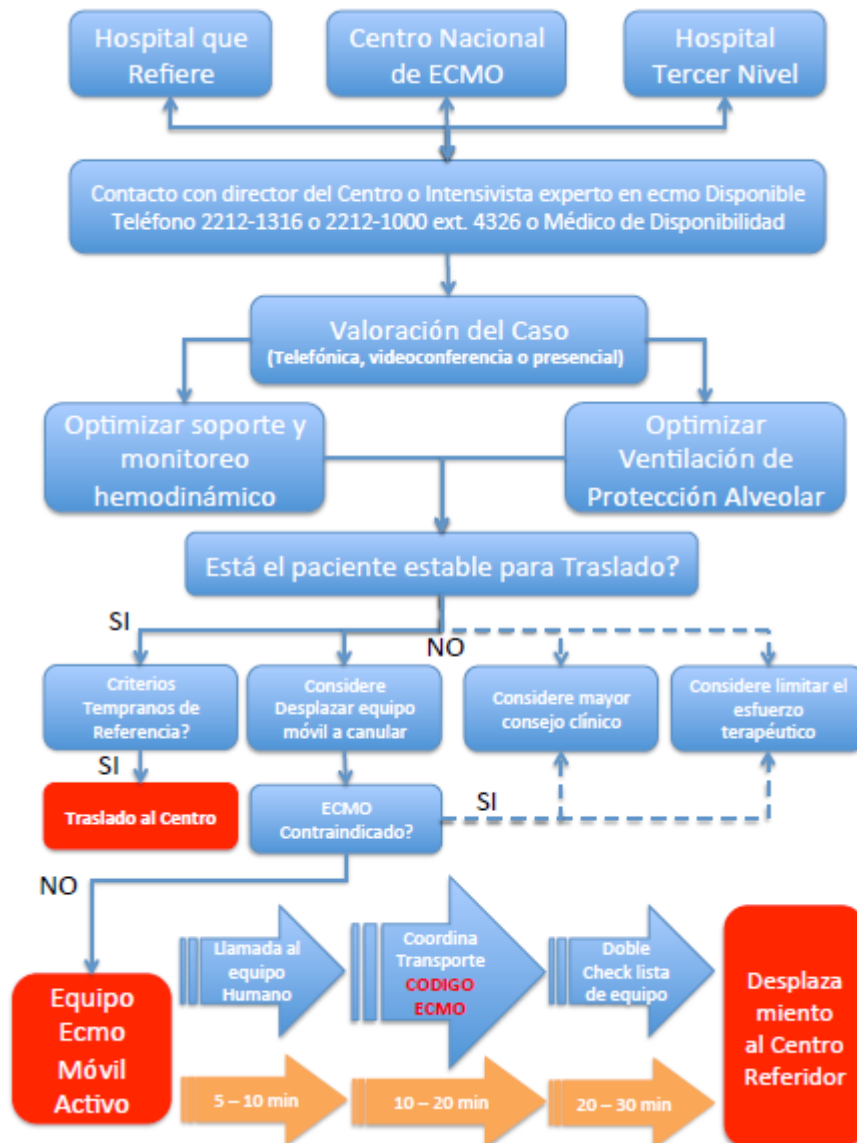 Hospital que
Refiere
Centro Nacional
de ECMO
Hospital
Tercer Nivel
Contacto con director del Centro o Intensivista experto en ecmo Disponible
Teléfono 2212-1316 o 2212-1000 ext. 4326 o Médico de Disponibilidad
Valoración del Caso
(Telefónica, videoconferencia o presencial)
Optimizar soporte y
monitoreo
hemodinámico
Optimizar
Ventilación de
Protección Alveolar
Está el paciente estable para Traslado?
SI
NO
Criterios
Tempranos de
Referencia?
Considere
Desplazar equipo
móvil a canular
Considere mayor
consejo clínico
Considere limitar el
esfuerzo
terapéutico
SI
Traslado al Centro
ECMO
Contraindicado?
SI
NO
Equipo
Ecmo
Móvil
Activo
Llamada al
equipo
Humano
Coordina
Transporte
CODIGO
ECMO
Doble
Check lista
de equipo
Desplaza
miento
al Centro
Referidor
5 – 10 min
10 – 20 min
20 – 30 min